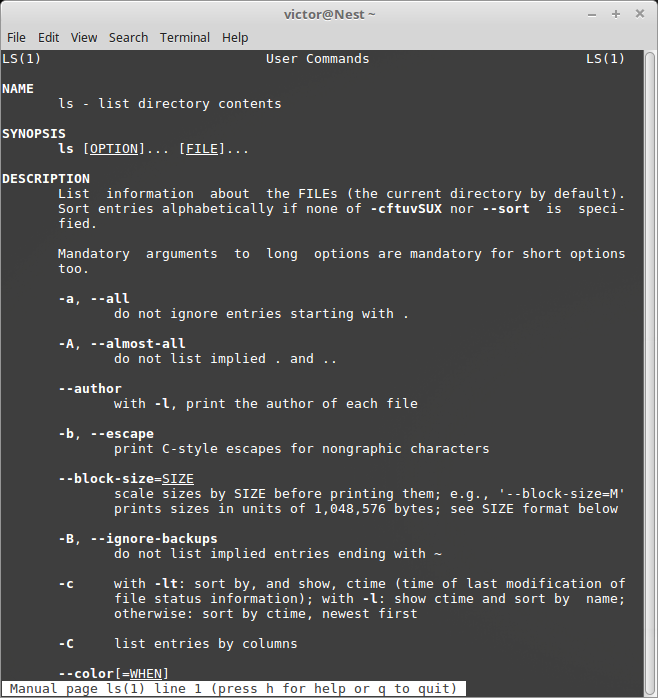 victor@Nest ~
File Edit View Search Terminal Help
LS(1) User Commands LS(1)
NAME
ls - list directory contents
SYNOPSIS
ls [OPTION]... [FILE]...
DESCRIPTION
List information about the FILEs (the current directory by default).
Sort entries alphabetically if none of -cftuvSUX nor --sort is speci-
fied.
Mandatory arguments to long options are mandatory for short options
too.
-a, --all
do not ignore entries starting with .
-A, --almost-all
do not list implied . and ..
--author
with -l, print the author of each file
-b, --escape
print C-style escapes for nongraphic characters
--block-size=SIZE
scale sizes by SIZE before printing them; e.g., '--block-size=M'
prints sizes in units of 1,048,576 bytes; see SIZE format below
-B, --ignore-backups
do not list implied entries ending with ~
-c with -lt: sort by, and show, ctime (time of last modification of
file status information); with -l: show ctime and sort by name;
otherwise: sort by ctime, newest first
-C list entries by columns
--color[=WHEN]
Manual page ls(1) line 1 (press h for help or q to quit)